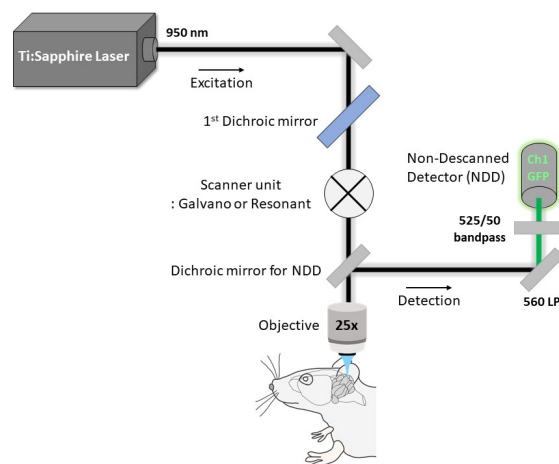 Ti:Sapphire Laser
950 nm
Excitation
1st Dichroic mirror
Scanner unit
: Galvano or Resonant
Dichroic mirror for NDD
Objective
25x
Non-Descanned
Detector (NDD)
Ch1
GFP
525/50
bandpass
Detection
560 LP